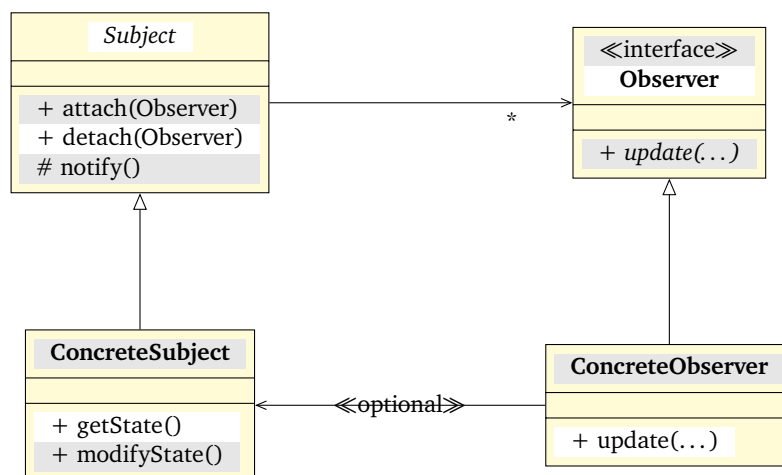 Subject
+ attach(Observer)
+ detach(Observer)
# notify()
≪interface≫
Observer
+ update(...)
*
ConcreteSubject
+ getState()
+ modifyState()
≪optional≫
ConcreteObserver
+ update(...)